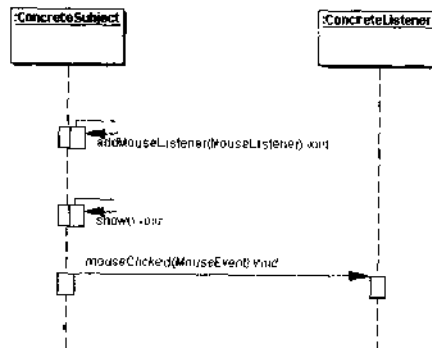 :ConcreteSubject
:ConcreteListener
addMouseListener(MouseListener) void
show() void
mouseClicked(MouseEvent) void